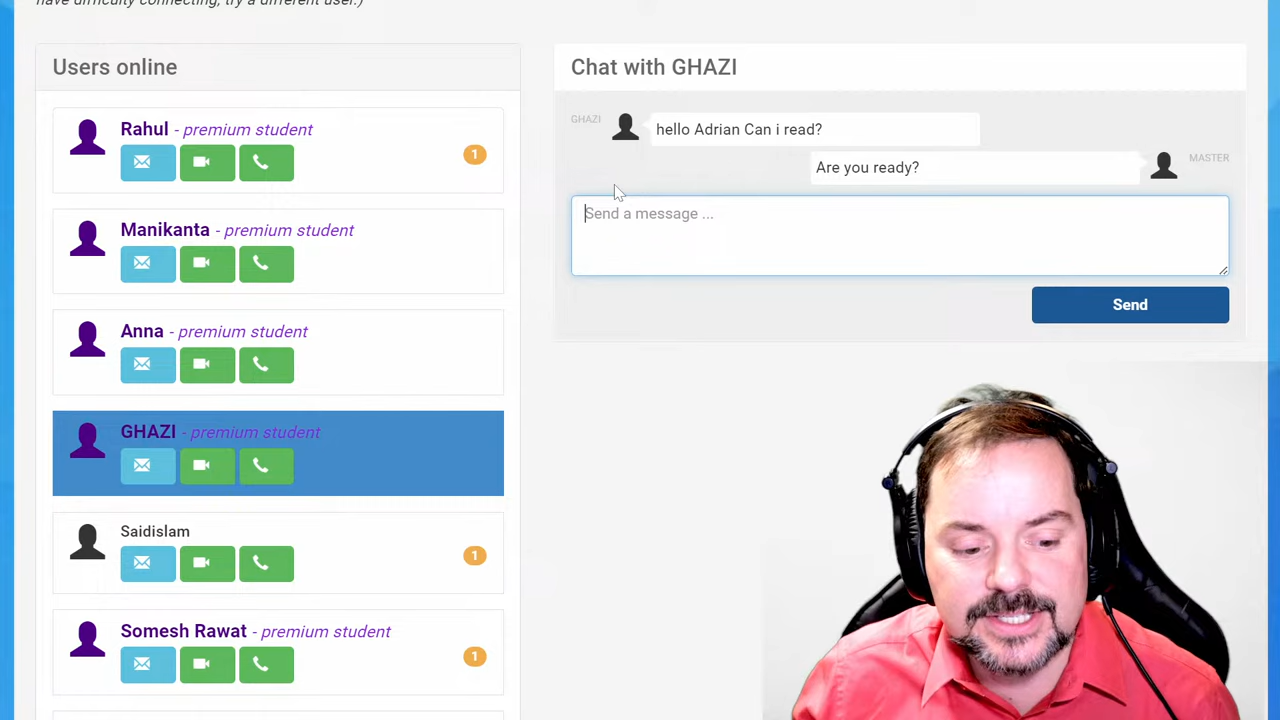 have difficulty connecting, try a different user.)
Users online
Rahul - premium student
1
Manikanta - premium student
Anna - premium student
GHAZI - premium student
Saidislam
1
Somesh Rawat - premium student
1
Chat with GHAZI
GHAZI
hello Adrian Can i read?
Are you ready?
MASTER
Send a message ...
Send